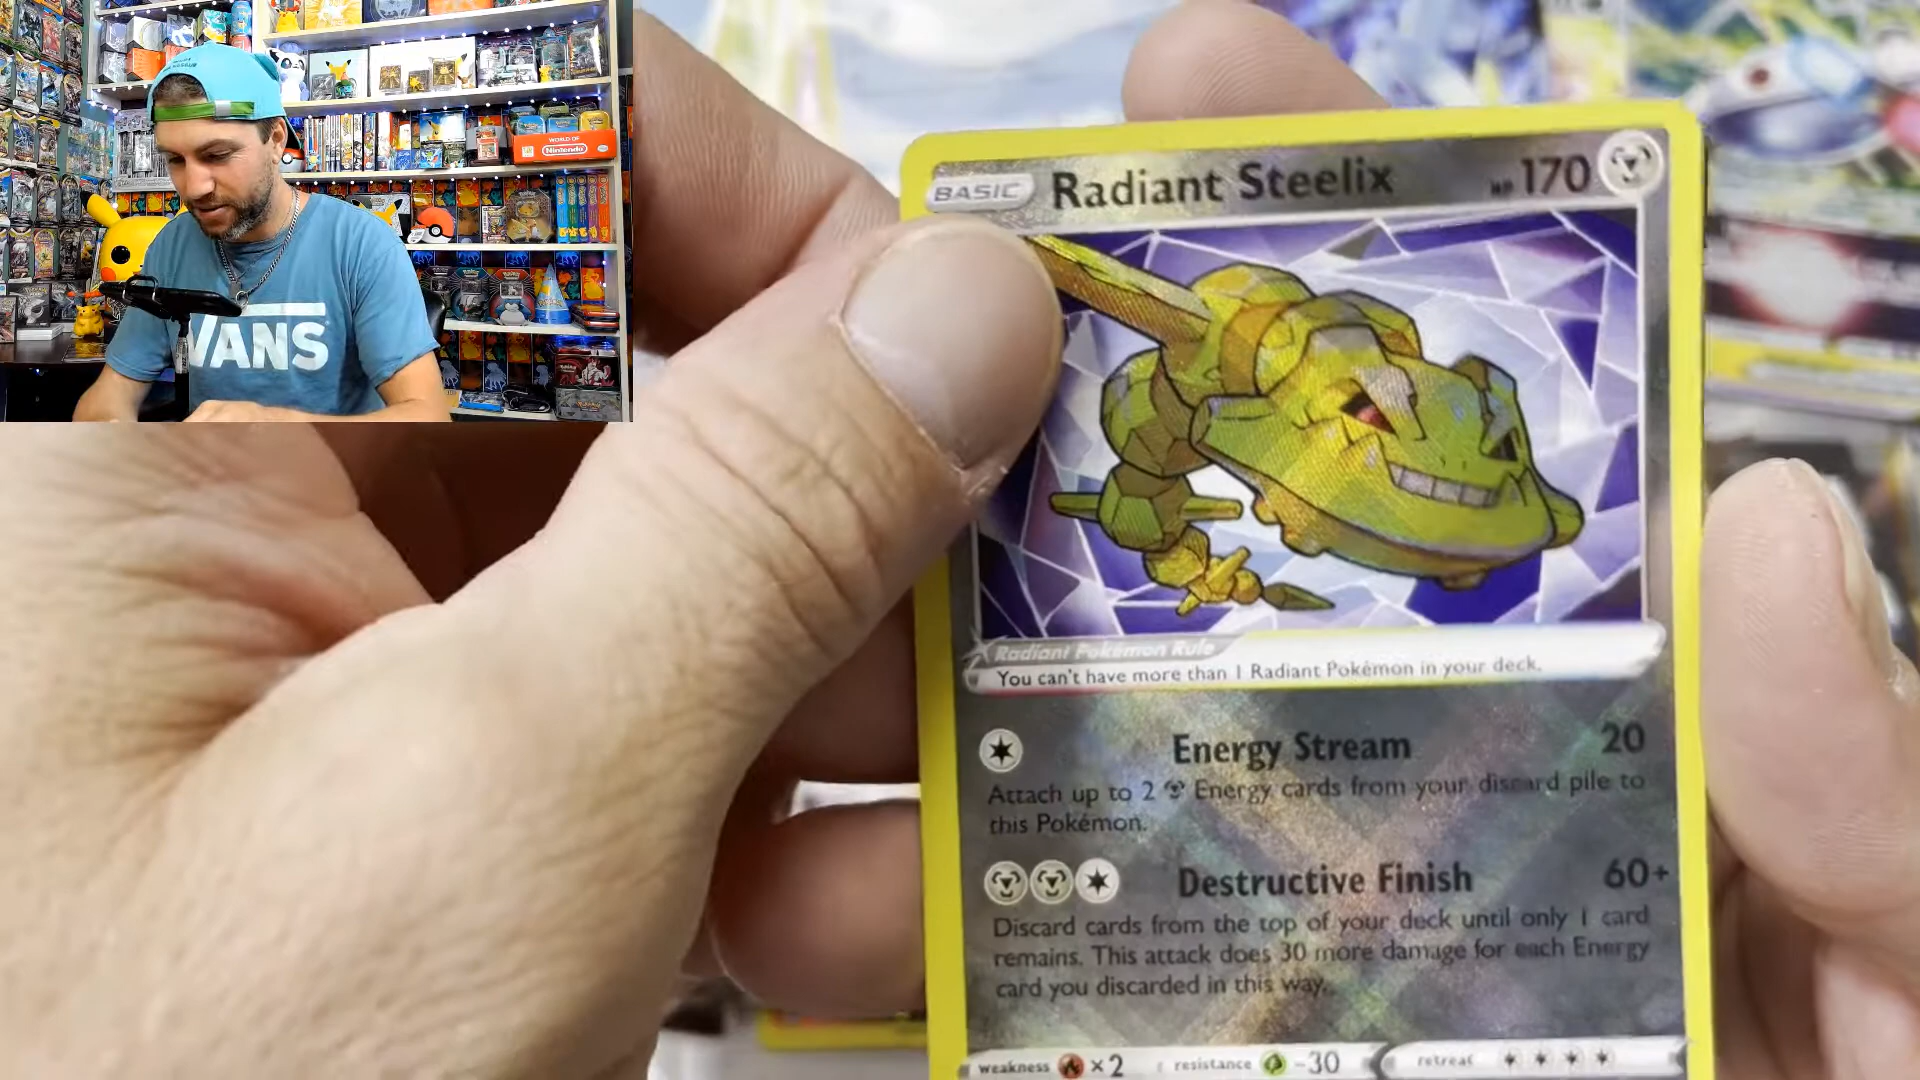 WORLD OF
Nintendo
VANS
BASIC Radiant Steelix HP 170
Radiant Pokémon Rule
You can't have more than 1 Radiant Pokémon in your deck.
Energy Stream 20
Attach up to 2 Energy cards from your discard pile to
this Pokémon.
Destructive Finish 60+
Discard cards from the top of your deck until only 1 card
remains. This attack does 30 more damage for each Energy
card you discarded in this way.
weakness ×2 resistance -30 retreat